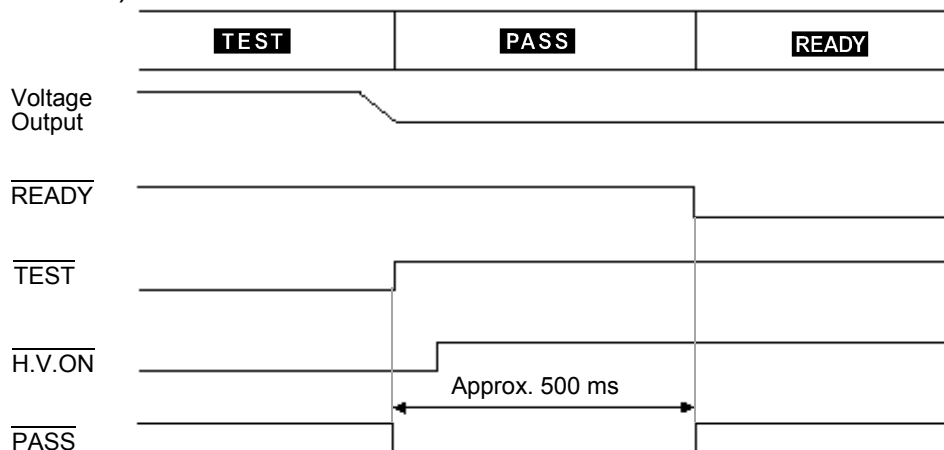 TEST PASS READY
Voltage
Output
READY
TEST
H.V.ON
Approx. 500 ms
PASS